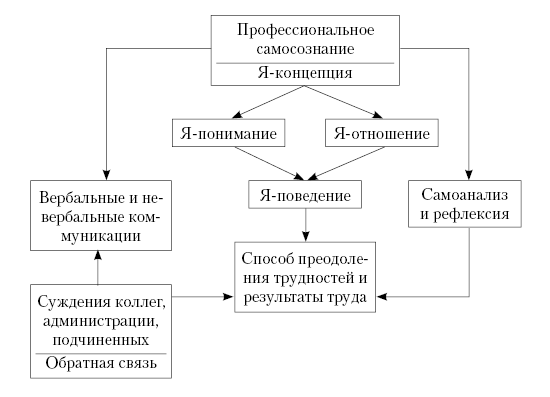 Профессиональное
самосознание
Я-концепция
Я-понимание
Я-отношение
Вербальные и не-
вербальные ком-
муникации
Я-поведение
Самоанализ
и рефлексия
Способ преодоле-
ния трудностей и
результаты труда
Суждения коллег,
администрации,
подчиненных
Обратная связь